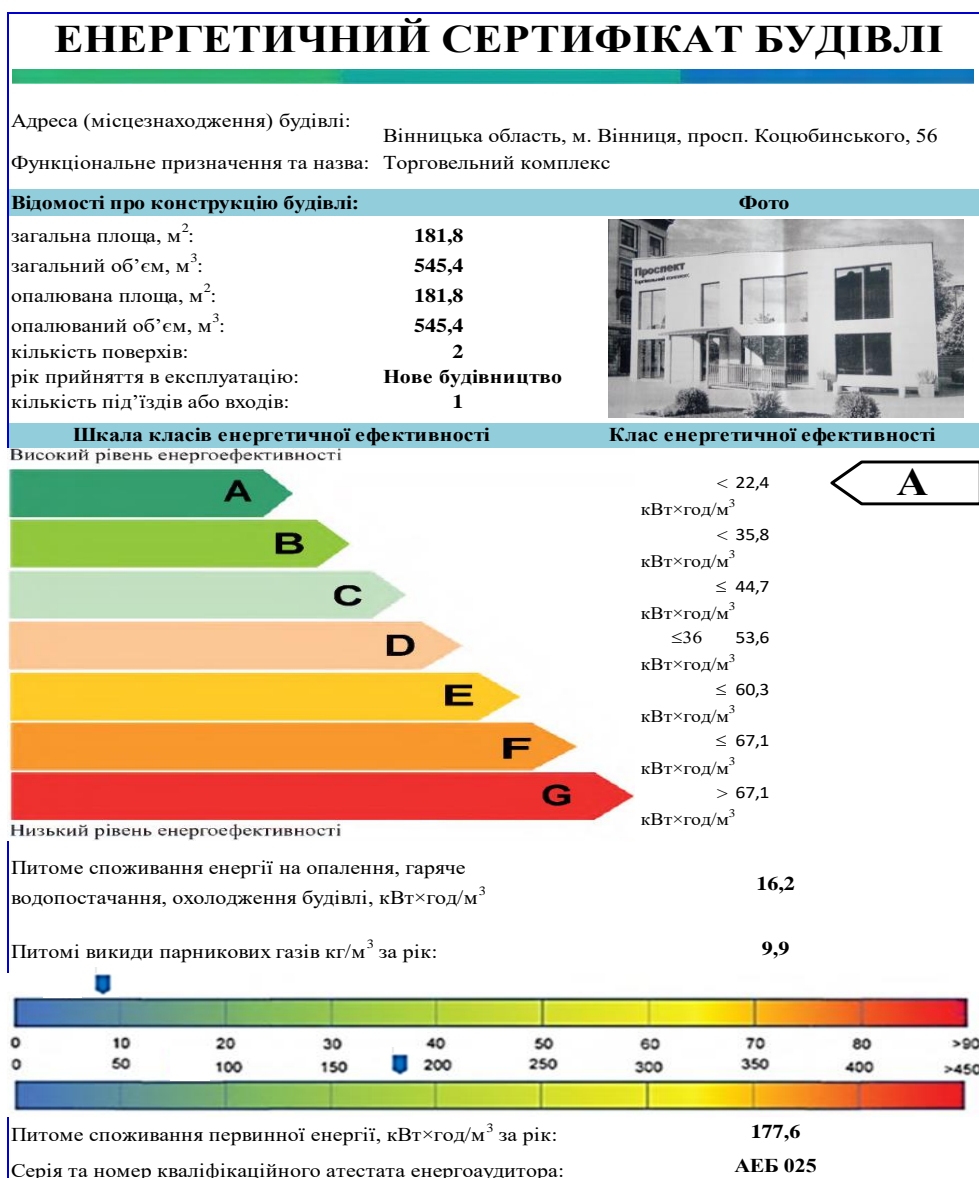 ЕНЕРГЕТИЧНИЙ СЕРТИФІКАТ БУДІВЛІ
Адреса (місцезнаходження) будівлі: Вінницька область, м. Вінниця, просп. Коцюбинського, 56
Функціональне призначення та назва: Торговельний комплекс
Відомості про конструкцію будівлі: Фото
загальна площа, м²: 181,8
загальний об’єм, м³: 545,4
опалювана площа, м²: 181,8
опалюваний об’єм, м³: 545,4
кількість поверхів: 2
рік прийняття в експлуатацію: Нове будівництво
кількість під’їздів або входів: 1
Проспект
Торговельний комплекс
Шкала класів енергетичної ефективності Клас енергетичної ефективності
Високий рівень енергоефективності
A < 22,4 A
кВт×год/м³
B < 35,8
кВт×год/м³
C ≤ 44,7
кВт×год/м³
D ≤36 53,6
кВт×год/м³
E ≤ 60,3
кВт×год/м³
F ≤ 67,1
кВт×год/м³
G > 67,1
кВт×год/м³
Низький рівень енергоефективності
Питоме споживання енергії на опалення, гаряче
водопостачання, охолодження будівлі, кВт×год/м³ 16,2
Питомі викиди парникових газів кг/м³ за рік: 9,9
0 10 20 30 40 50 60 70 80 >90
0 50 100 150 200 250 300 350 400 >450
Питоме споживання первинної енергії, кВт×год/м³ за рік: 177,6
Серія та номер кваліфікаційного атестата енергоаудитора: АЕБ 025